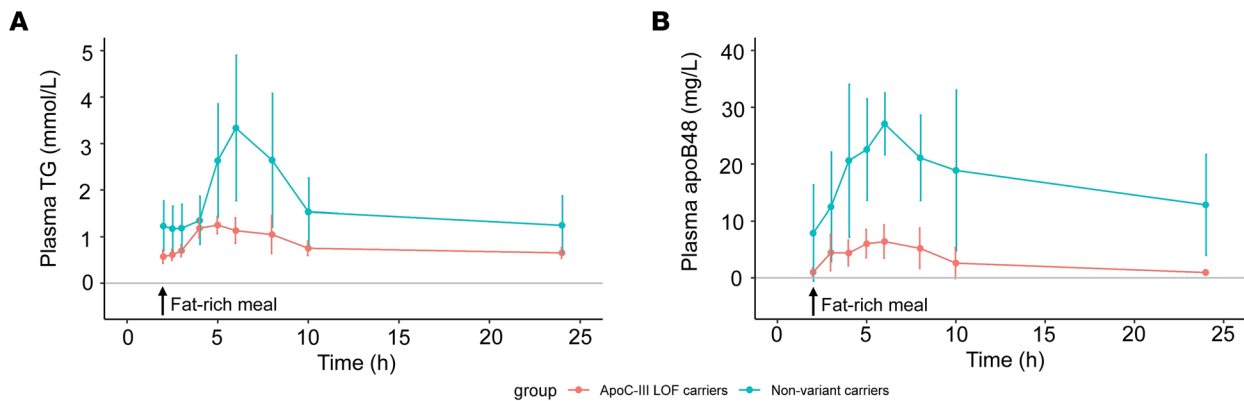 A
Plasma TG (mmol/L)
5
4
3
2
1
0
Fat-rich meal
0 5 10 15 20 25
Time (h)
B
Plasma apoB48 (mg/L)
40
30
20
10
0
Fat-rich meal
0 5 10 15 20 25
Time (h)
group ApoC-III LOF carriers Non-variant carriers